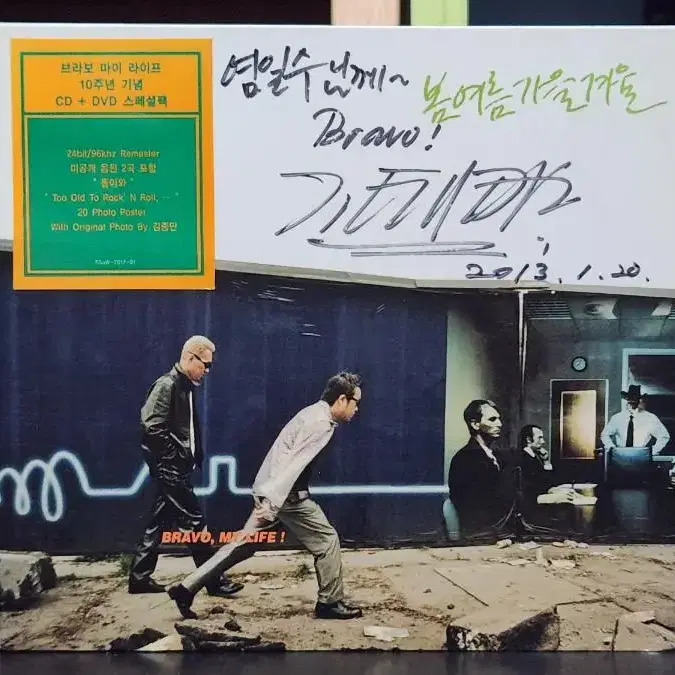 브라보 마이 라이프
10주년 기념
CD + DVD 스페셜팩
24bit/96khz Remaster
미공개 음원 2곡 포함
" 똘이와 "
" Too Old To Rock' N Roll, ··· "
20 Photo Poster
With Original Photo By 김중만
염일수님께~
봄여름가을겨울
Bravo!
2013.1.20.
BRAVO, MY LIFE !